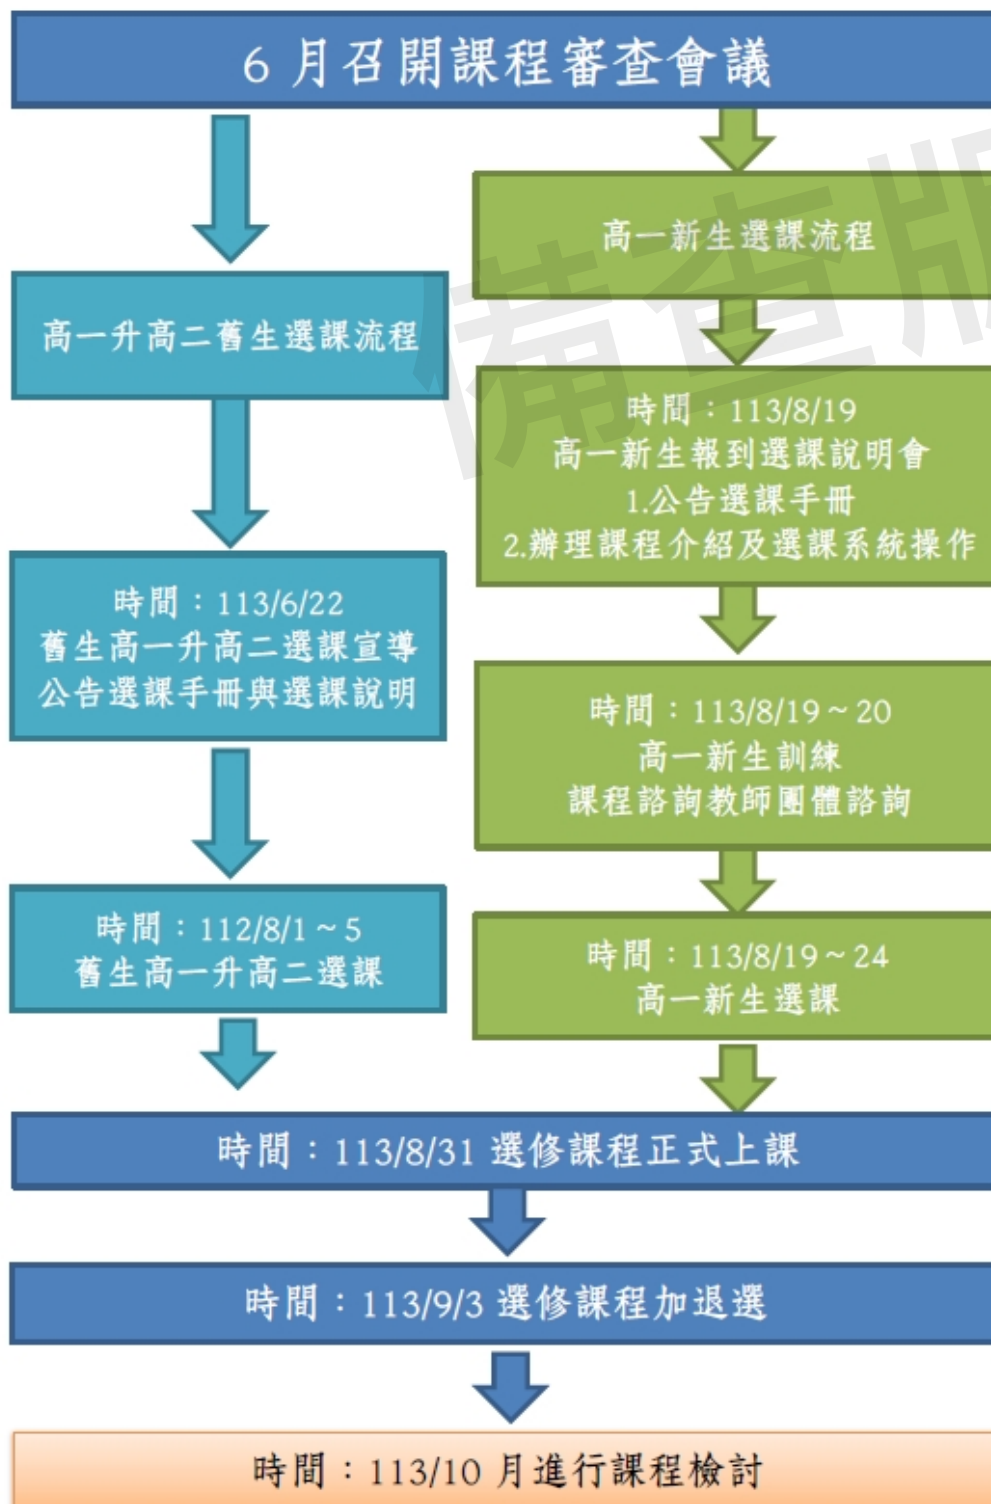 6 月召開課程審查會議
高一升高二舊生選課流程
時間：113/6/22
舊生高一升高二選課宣導
公告選課手冊與選課說明
時間：112/8/1~5
舊生高一升高二選課
高一新生選課流程
時間：113/8/19
高一新生報到選課說明會
1.公告選課手冊
2.辦理課程介紹及選課系統操作
時間：113/8/19~20
高一新生訓練
課程諮詢教師團體諮詢
時間：113/8/19~24
高一新生選課
時間：113/8/31 選修課程正式上課
時間：113/9/3 選修課程加退選
時間：113/10 月進行課程檢討
備查版